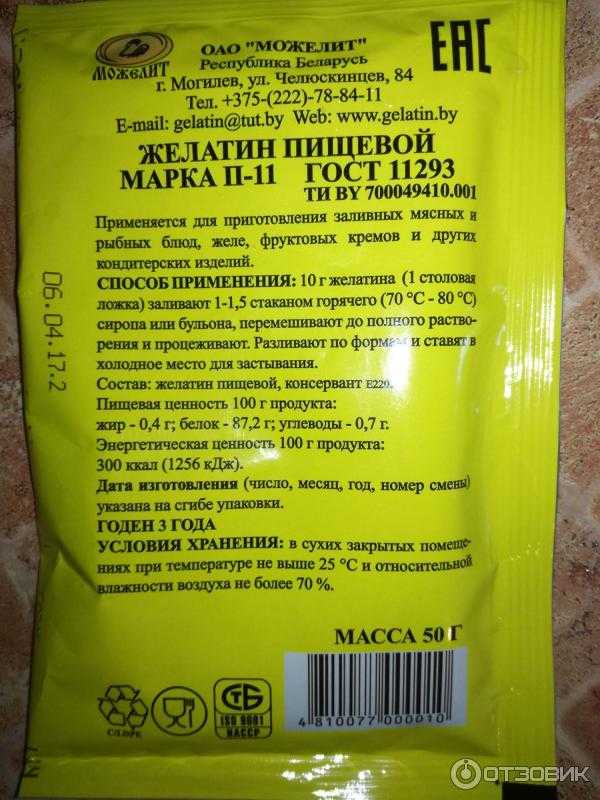 МОЖЕЛИТ
ОАО "МОЖЕЛИТ"
Республика Беларусь
г. Могилев, ул. Челюскинцев, 84
Тел. +375-(222)-78-84-11
E-mail: gelatin@tut.by Web: www.gelatin.by
EAC
ЖЕЛАТИН ПИЩЕВОЙ
МАРКА П-11 ГОСТ 11293
ТИ BY 700049410.001
Применяется для приготовления заливных мясных и
рыбных блюд, желе, фруктовых кремов и других
кондитерских изделий.
СПОСОБ ПРИМЕНЕНИЯ: 10 г желатина (1 столовая
ложка) заливают 1-1,5 стаканом горячего (70 °С - 80 °С)
сиропа или бульона, перемешивают до полного раство-
рения и процеживают. Разливают по формам и ставят в
холодное место для застывания.
Состав: желатин пищевой, консервант Е220.
Пищевая ценность 100 г продукта:
жир - 0,4 г; белок - 87,2 г; углеводы - 0,7 г.
Энергетическая ценность 100 г продукта:
300 ккал (1256 кДж).
Дата изготовления (число, месяц, год, номер смены)
указана на сгибе упаковки.
ГОДЕН 3 ГОДА
УСЛОВИЯ ХРАНЕНИЯ: в сухих закрытых помеще-
ниях при температуре не выше 25 °С и относительной
влажности воздуха не более 70 %.
06.04.17.2
МАССА 50 Г
C/LDPE
СТБ
ISO 9001
HACCP
4 810077 000010
ОТЗОВИК